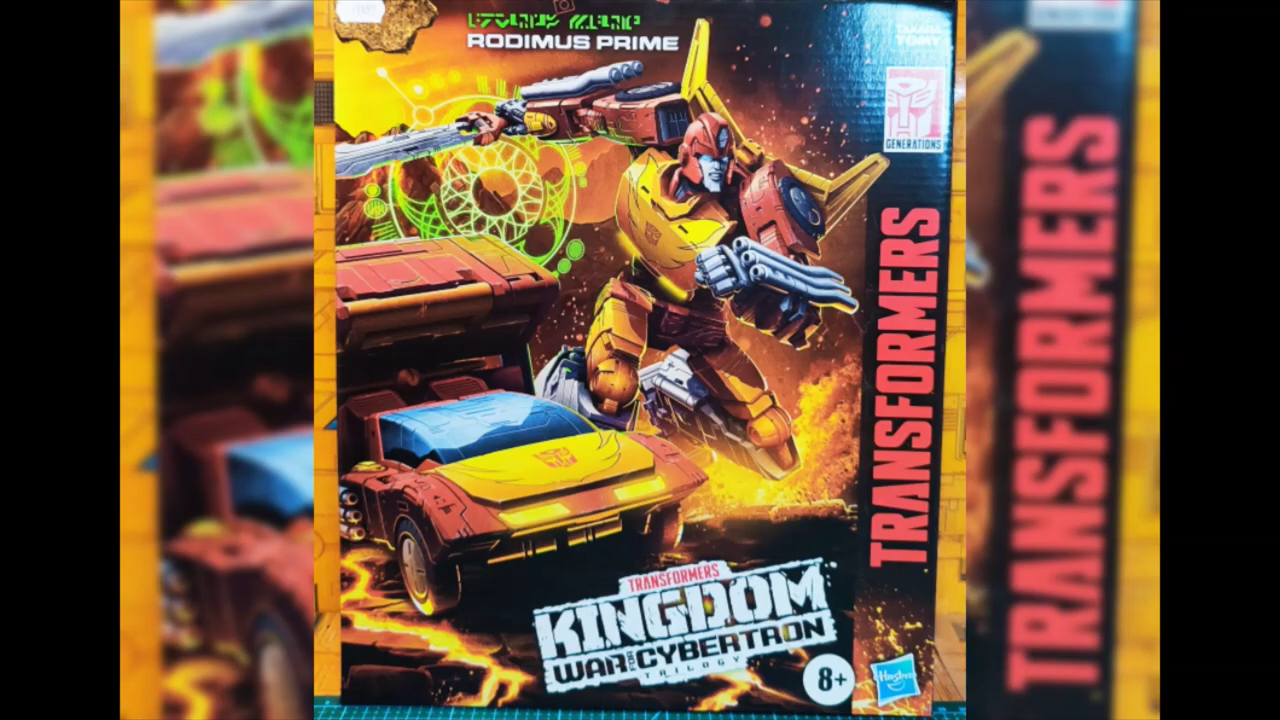 RODIMUS PRIME
TAKARA
TOMY
GENERATIONS
TRANSFORMERS
TRANSFORMERS
KINGDOM
WAR FOR CYBERTRON
TRILOGY
8+
Hasbro
TRANSFORMERS